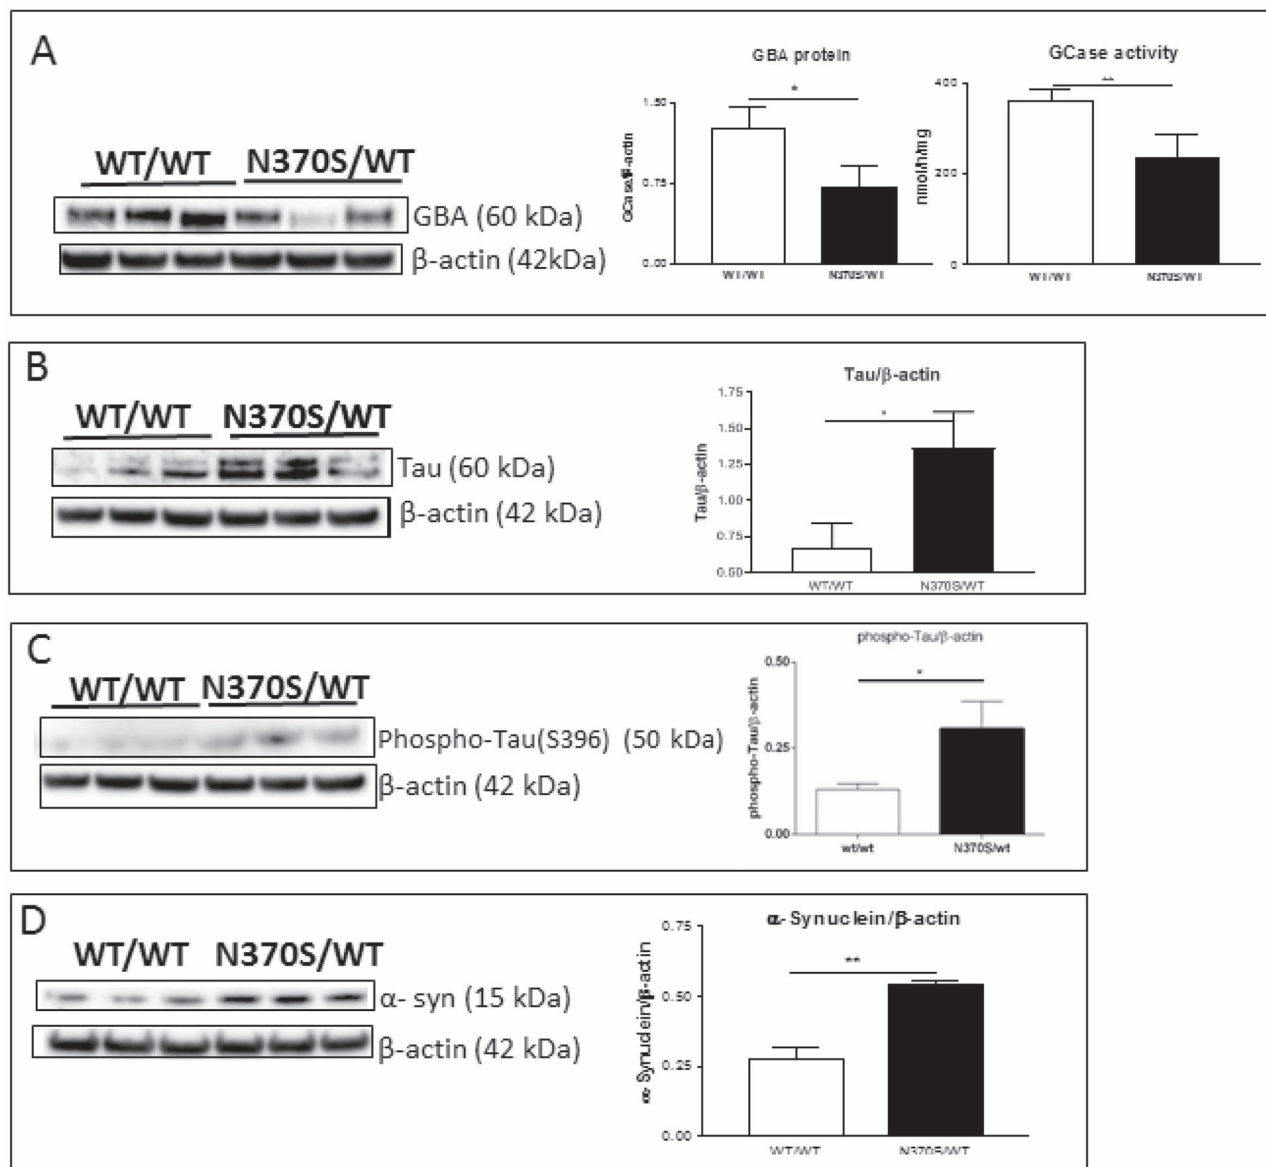 A
WT/WT N370S/WT
GBA (60 kDa)
β-actin (42kDa)
GBA protein
*
1.50
0.75
0.00
GCase/β-actin
WT/WT N370S/WT
GCase activity
**
400
200
0
nmol/h/mg
WT/WT N370S/WT
B
WT/WT N370S/WT
Tau (60 kDa)
β-actin (42 kDa)
Tau/β-actin
*
1.75
1.50
1.25
1.00
0.75
0.50
Tau/β-actin
WT/WT N370S/WT
C
WT/WT N370S/WT
Phospho-Tau(S396) (50 kDa)
β-actin (42 kDa)
phospho-Tau/β-actin
*
0.50
0.25
0.00
phospho-Tau/β-actin
wt/wt N370S/wt
D
WT/WT N370S/WT
α- syn (15 kDa)
β-actin (42 kDa)
α- Synuclein/β-actin
**
0.75
0.50
0.25
0.00
α- Synuclein/β-actin
WT/WT N370S/WT